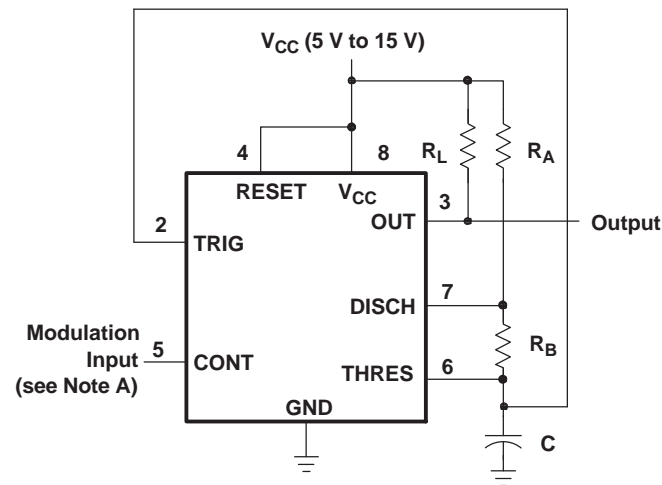 VCC (5 V to 15 V)
4
8
RL
RA
RESET
VCC
3
2
OUT
Output
TRIG
7
DISCH
Modulation
Input
(see Note A)
5
CONT
RB
6
THRES
GND
C